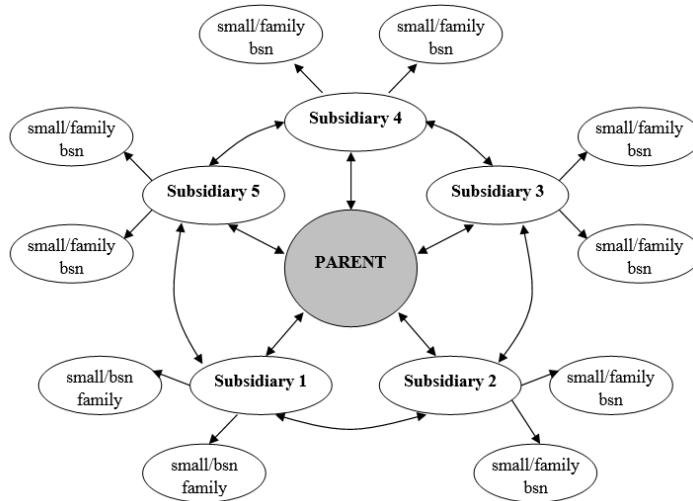 small/family
bsn
small/family
bsn
Subsidiary 4
small/family
bsn
small/family
bsn
Subsidiary 5
Subsidiary 3
small/family
bsn
small/family
bsn
PARENT
small/bsn
family
Subsidiary 1
Subsidiary 2
small/family
bsn
small/bsn
family
small/family
bsn